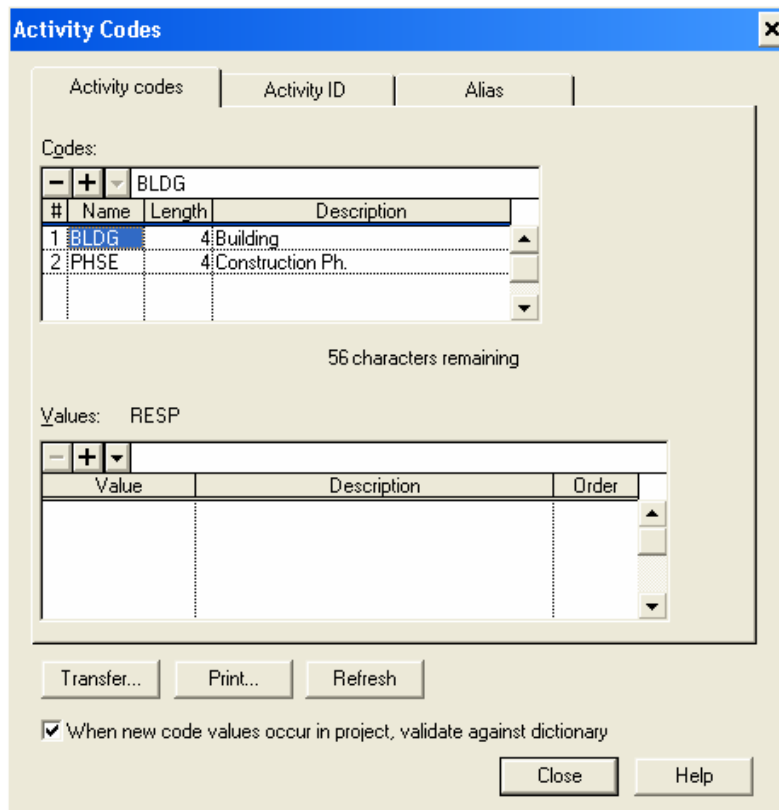 Activity Codes
Activity codes Activity ID Alias
Codes:
BLDG
# Name Length Description
1 BLDG 4 Building
2 PHSE 4 Construction Ph.
56 characters remaining
Values: RESP
Value Description Order
Transfer... Print... Refresh
When new code values occur in project, validate against dictionary
Close Help